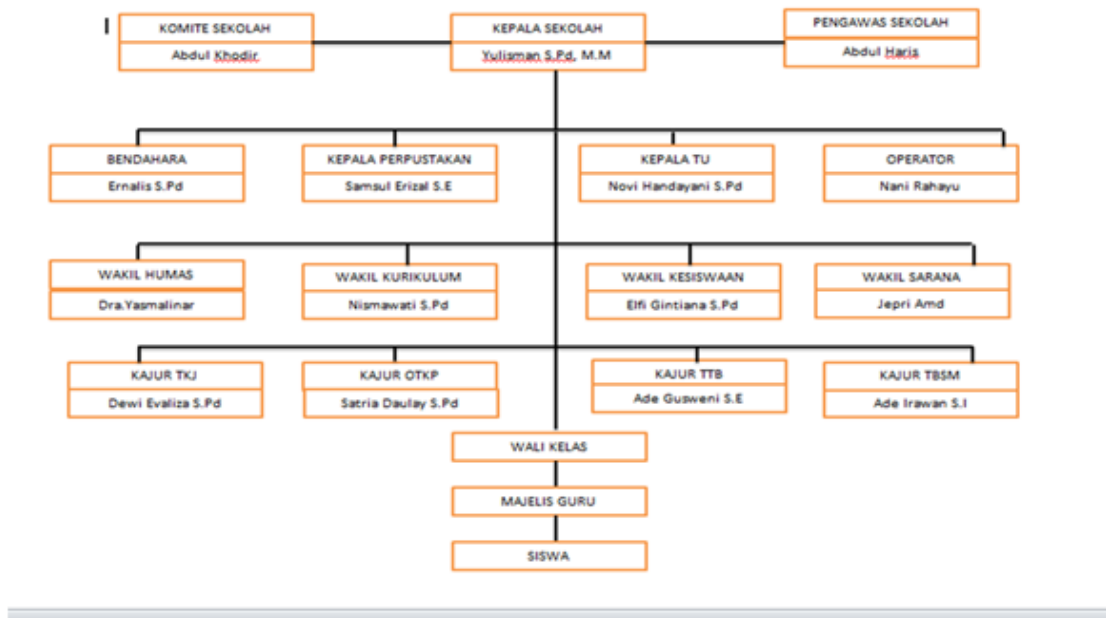 KOMITE SEKOLAH
Abdul Khodir
KEPALA SEKOLAH
Yulisman S.Pd, M.M
PENGAWAS SEKOLAH
Abdul Haris
BENDAHARA
Ernalis S.Pd
KEPALA PERPUSTAKAN
Samsul Erizal S.E
KEPALA TU
Novi Handayani S.Pd
OPERATOR
Nani Rahayu
WAKIL HUMAS
Dra.Yasmalinar
WAKIL KURIKULUM
Nismawati S.Pd
WAKIL KESISWAAN
Elfi Gintiana S.Pd
WAKIL SARANA
Jepri Amd
KAJUR TKJ
Dewi Evaliza S.Pd
KAJUR OTKP
Satria Daulay S.Pd
KAJUR TTB
Ade Gusweni S.E
KAJUR TBSM
Ade Irawan S.I
WALI KELAS
MAJELIS GURU
SISWA